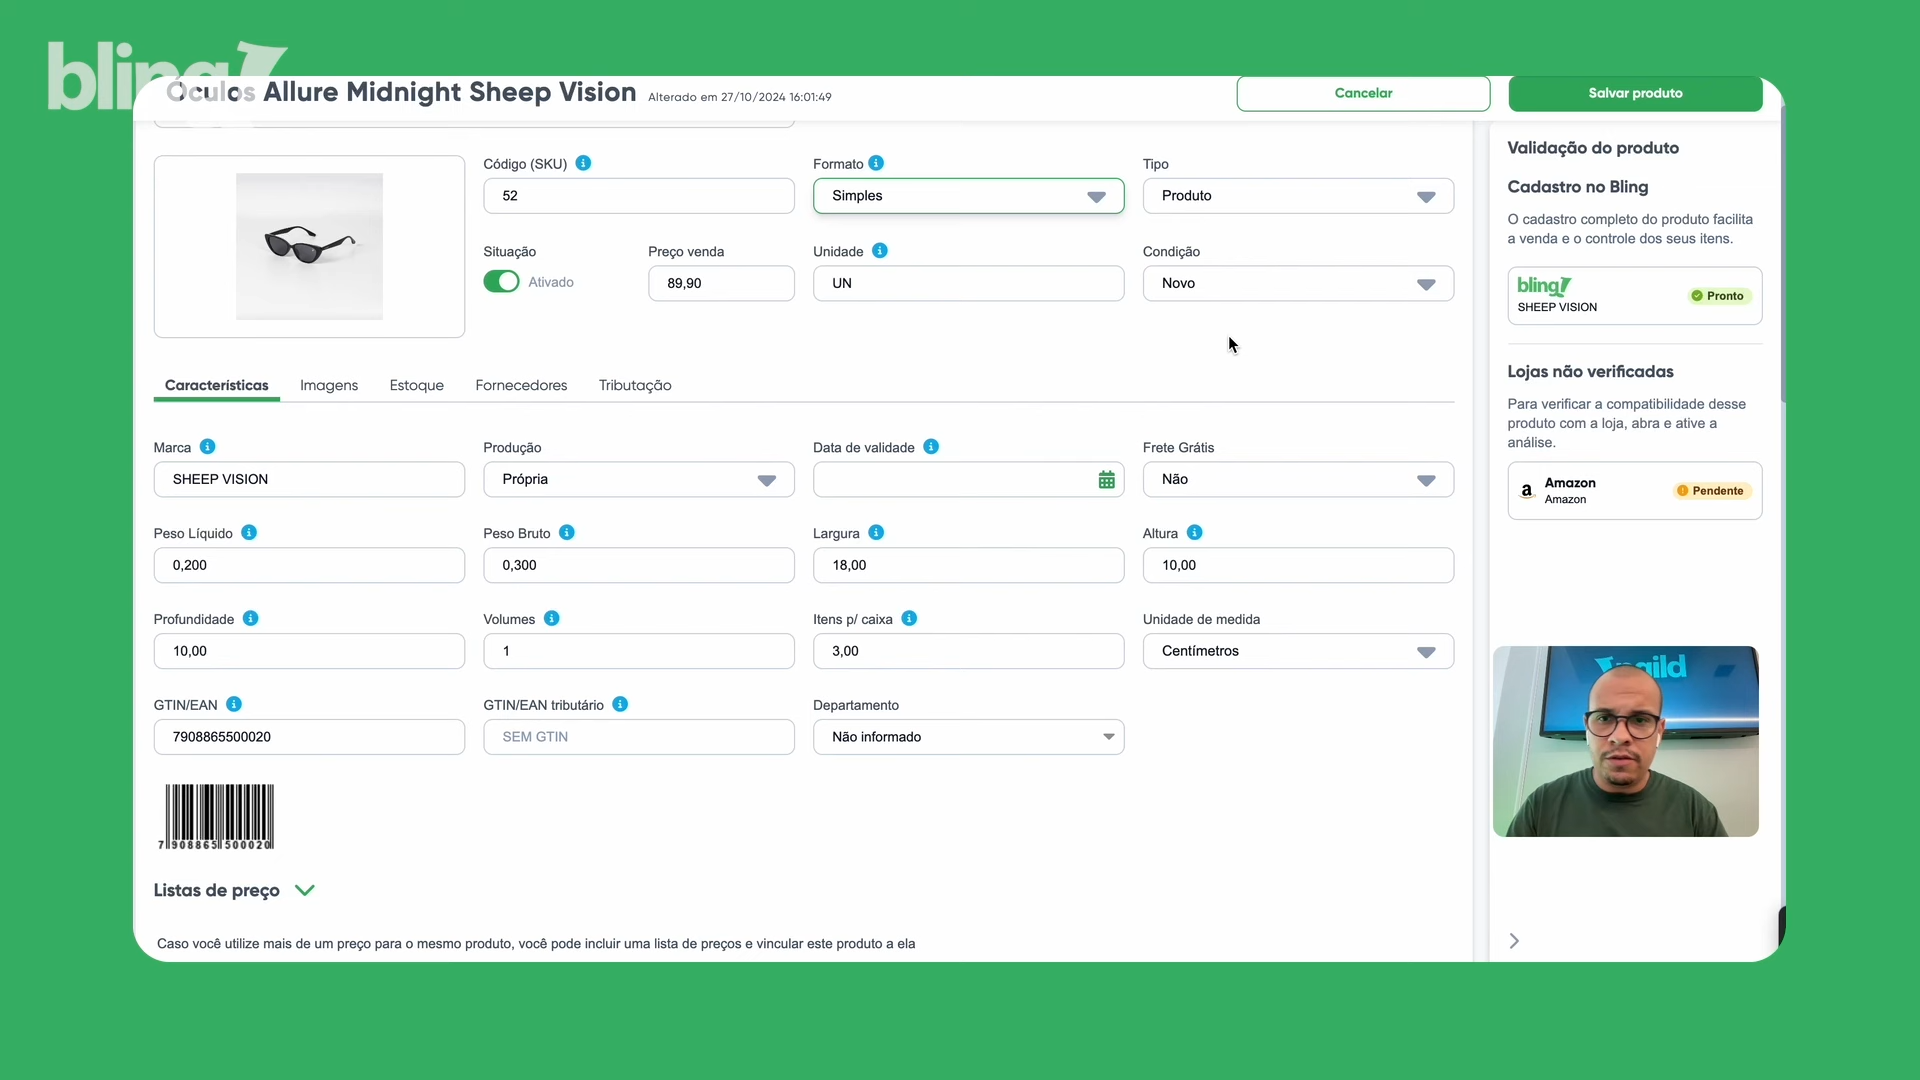 bling
Óculos Allure Midnight Sheep Vision Alterado em 27/10/2024 16:01:49
Cancelar
Salvar produto
Código (SKU)
52
Formato
Simples
Tipo
Produto
Situação
Ativado
Preço venda
89,90
Unidade
UN
Condição
Novo
Características Imagens Estoque Fornecedores Tributação
Marca
SHEEP VISION
Produção
Própria
Data de validade
Frete Grátis
Não
Peso Líquido
0,200
Peso Bruto
0,300
Largura
18,00
Altura
10,00
Profundidade
10,00
Volumes
1
Itens p/ caixa
3,00
Unidade de medida
Centímetros
GTIN/EAN
7908865500020
GTIN/EAN tributário
SEM GTIN
Departamento
Não informado
7 908865 500020
Listas de preço
Caso você utilize mais de um preço para o mesmo produto, você pode incluir uma lista de preços e vincular este produto a ela
Validação do produto
Cadastro no Bling
O cadastro completo do produto facilita
a venda e o controle dos seus itens.
bling
SHEEP VISION
Pronto
Lojas não verificadas
Para verificar a compatibilidade desse
produto com a loja, abra e ative a
análise.
a
Amazon
Amazon
Pendente